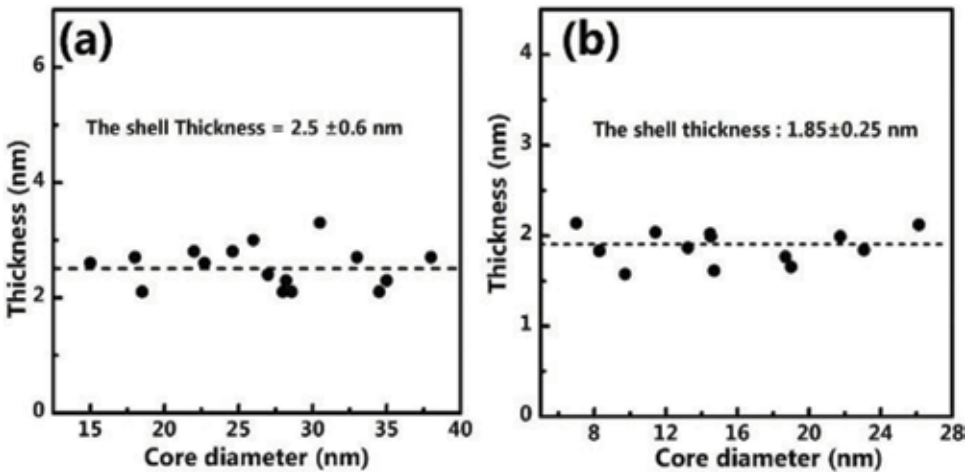 (a)
The shell Thickness = 2.5 ±0.6 nm
Thickness (nm)
6
4
2
0
15 20 25 30 35 40
Core diameter (nm)
(b)
The shell thickness : 1.85±0.25 nm
Thickness (nm)
4
3
2
1
0
8 12 16 20 24 28
Core diameter (nm)